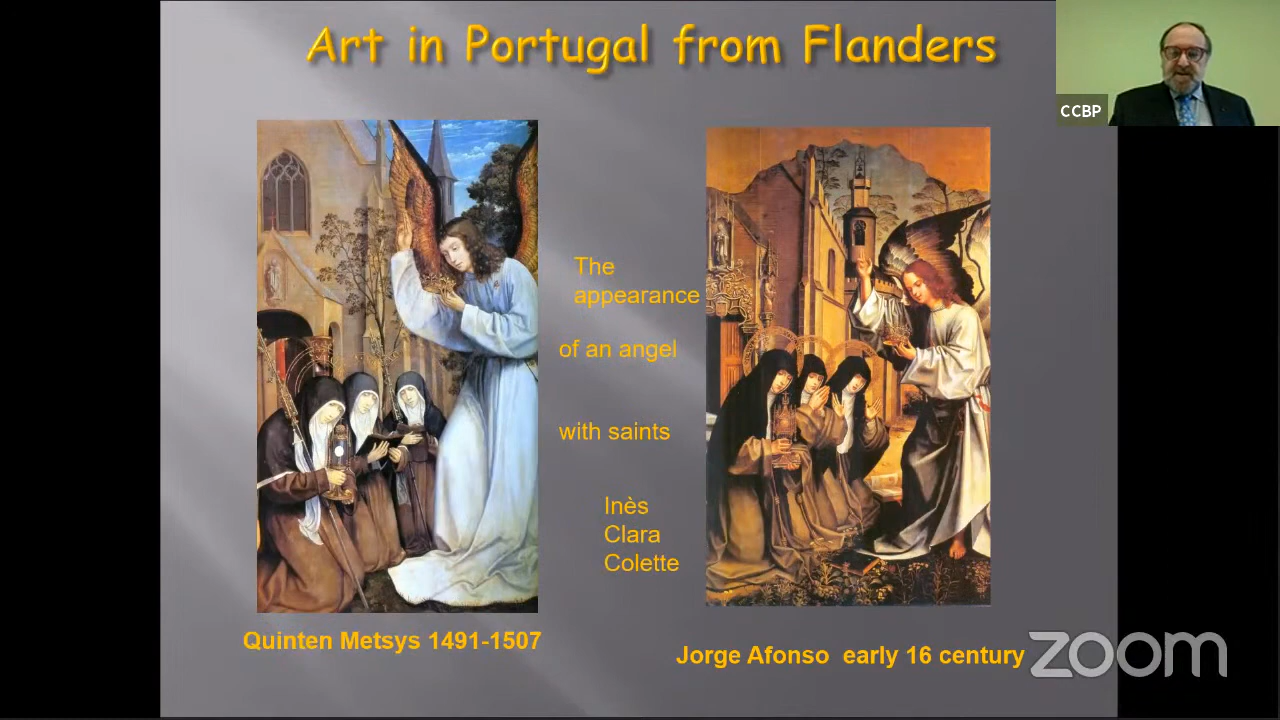 Art in Portugal from Flanders
CCBP
The
appearance
of an angel
with saints
Inès
Clara
Colette
Quinten Metsys 1491-1507
Jorge Afonso early 16 century
zoom